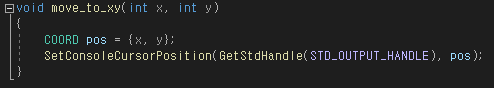 void move_to_xy(int x, int y)
{
    COORD pos = {x, y};
    SetConsoleCursorPosition(GetStdHandle(STD_OUTPUT_HANDLE), pos);
}